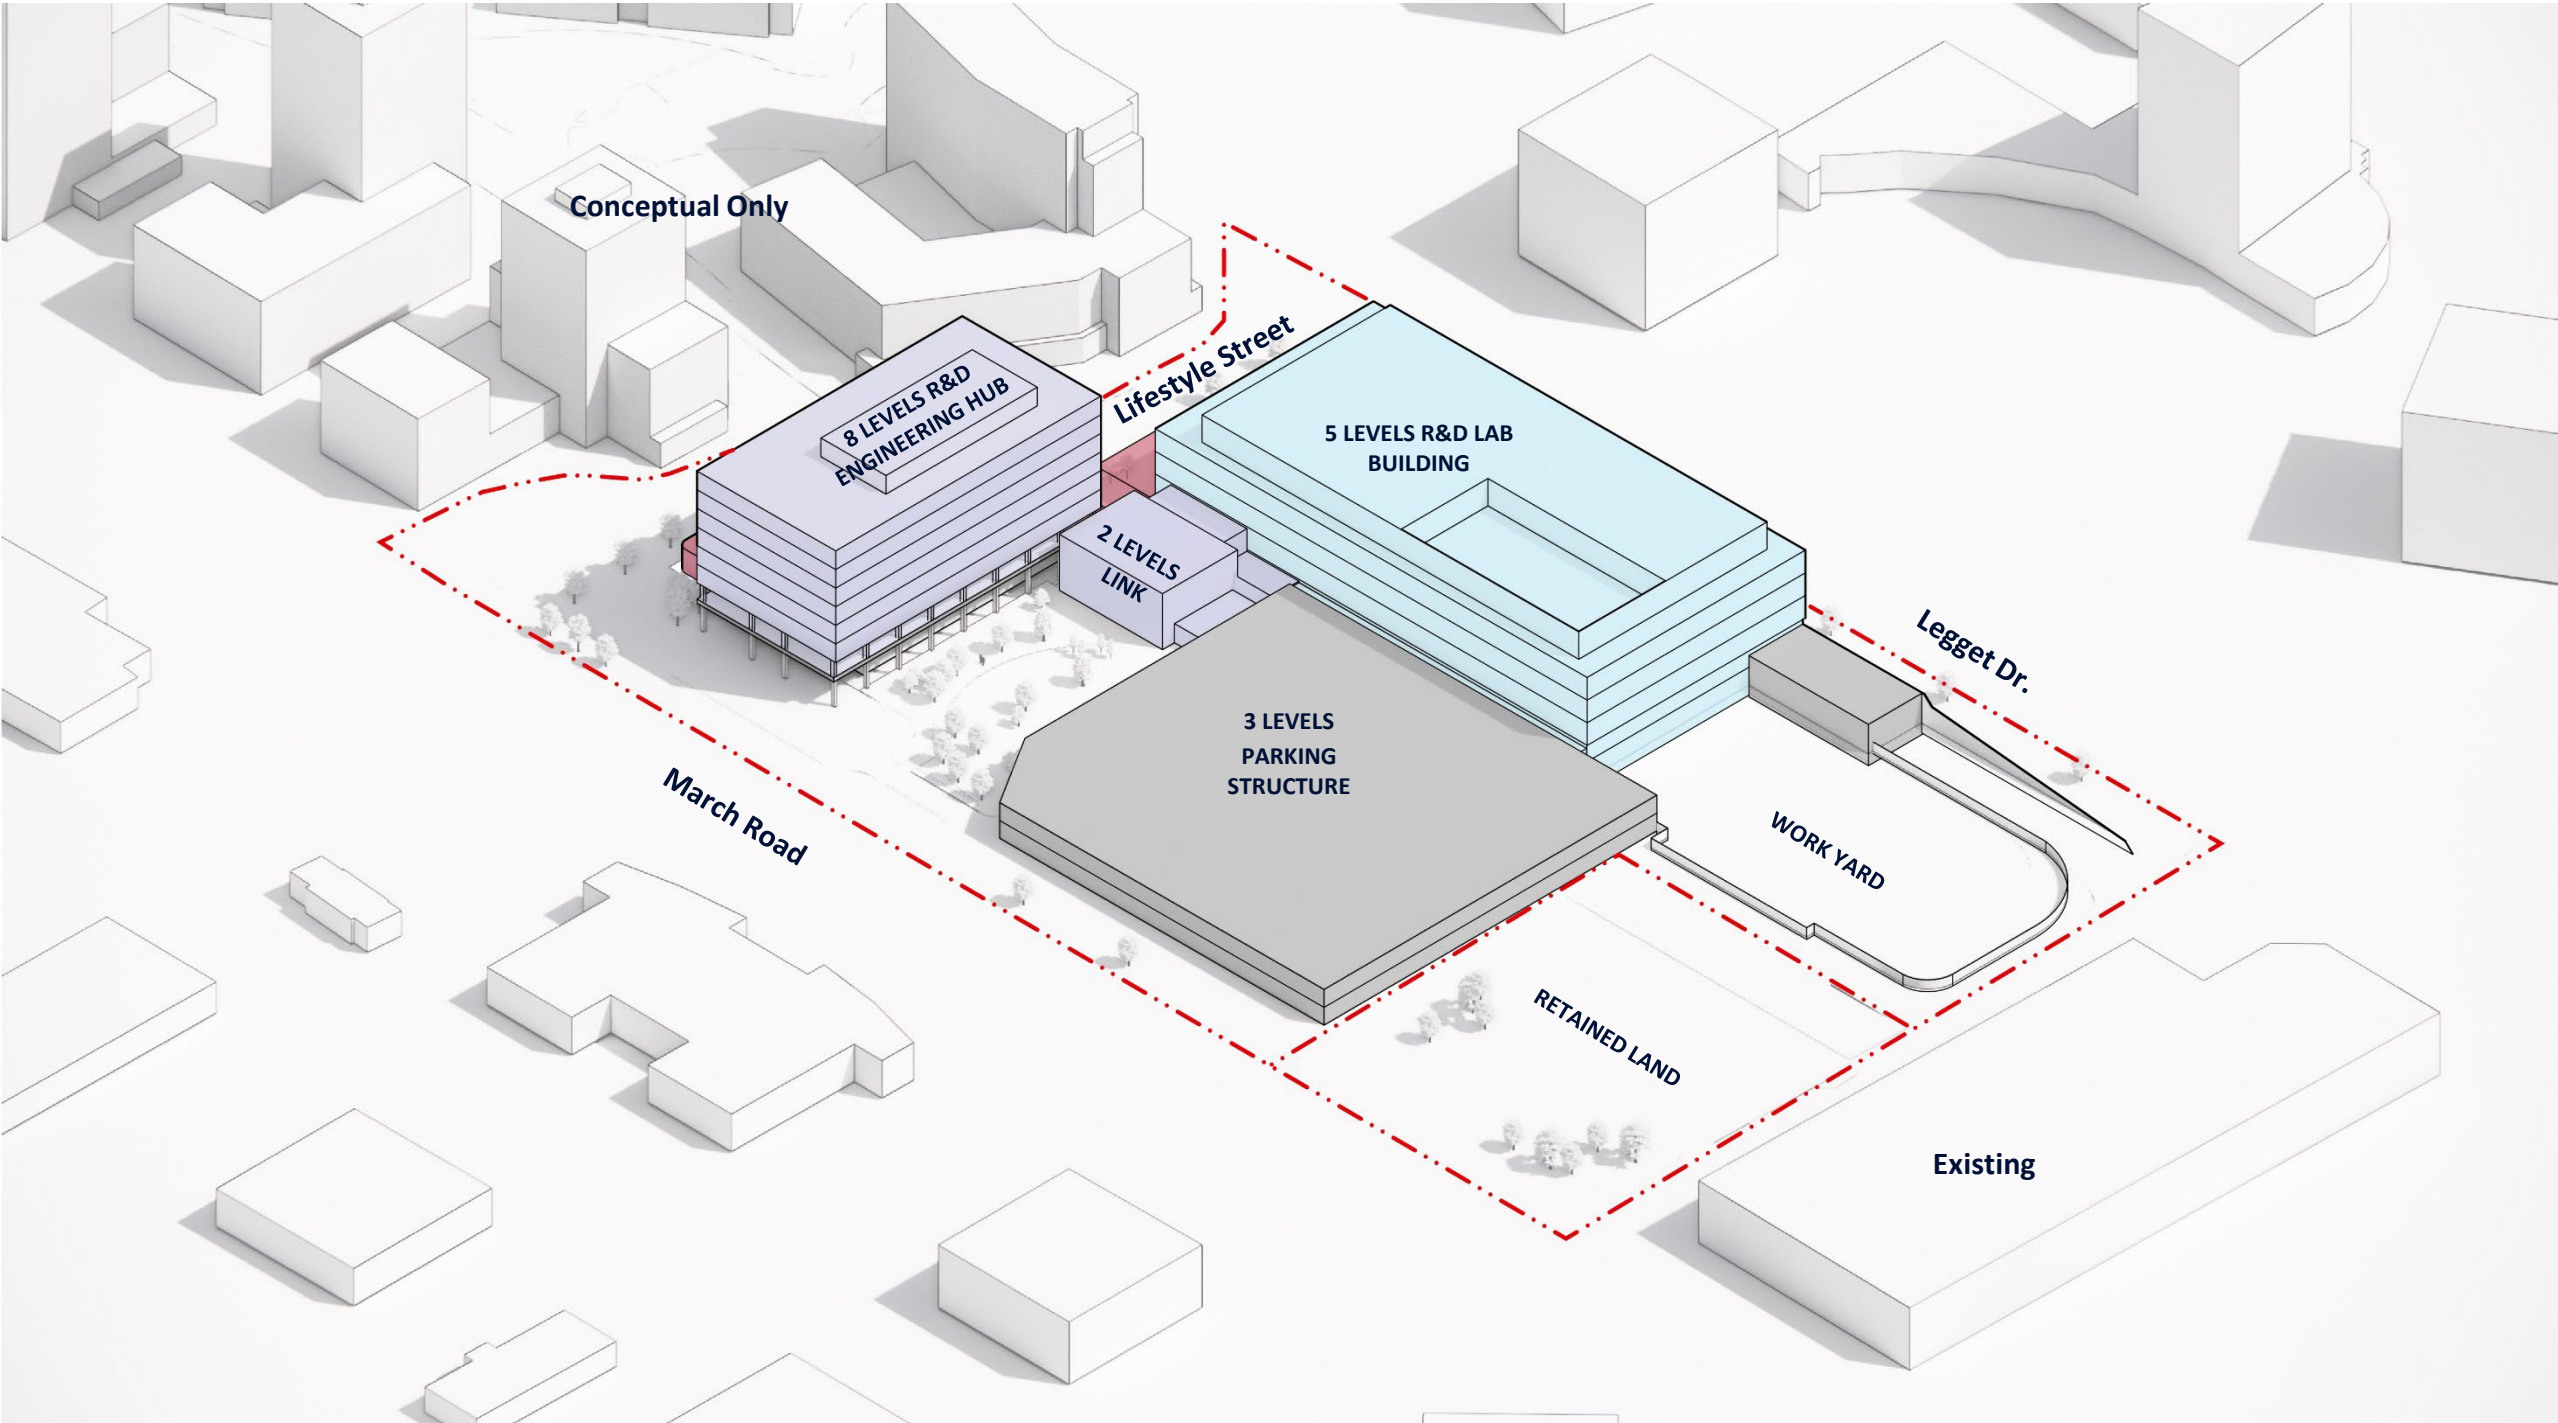 Conceptual Only
Lifestyle Street
8 LEVELS R&D
ENGINEERING HUB
5 LEVELS R&D LAB
BUILDING
2 LEVELS
LINK
Legget Dr.
3 LEVELS
PARKING
STRUCTURE
March Road
WORK YARD
RETAINED LAND
Existing